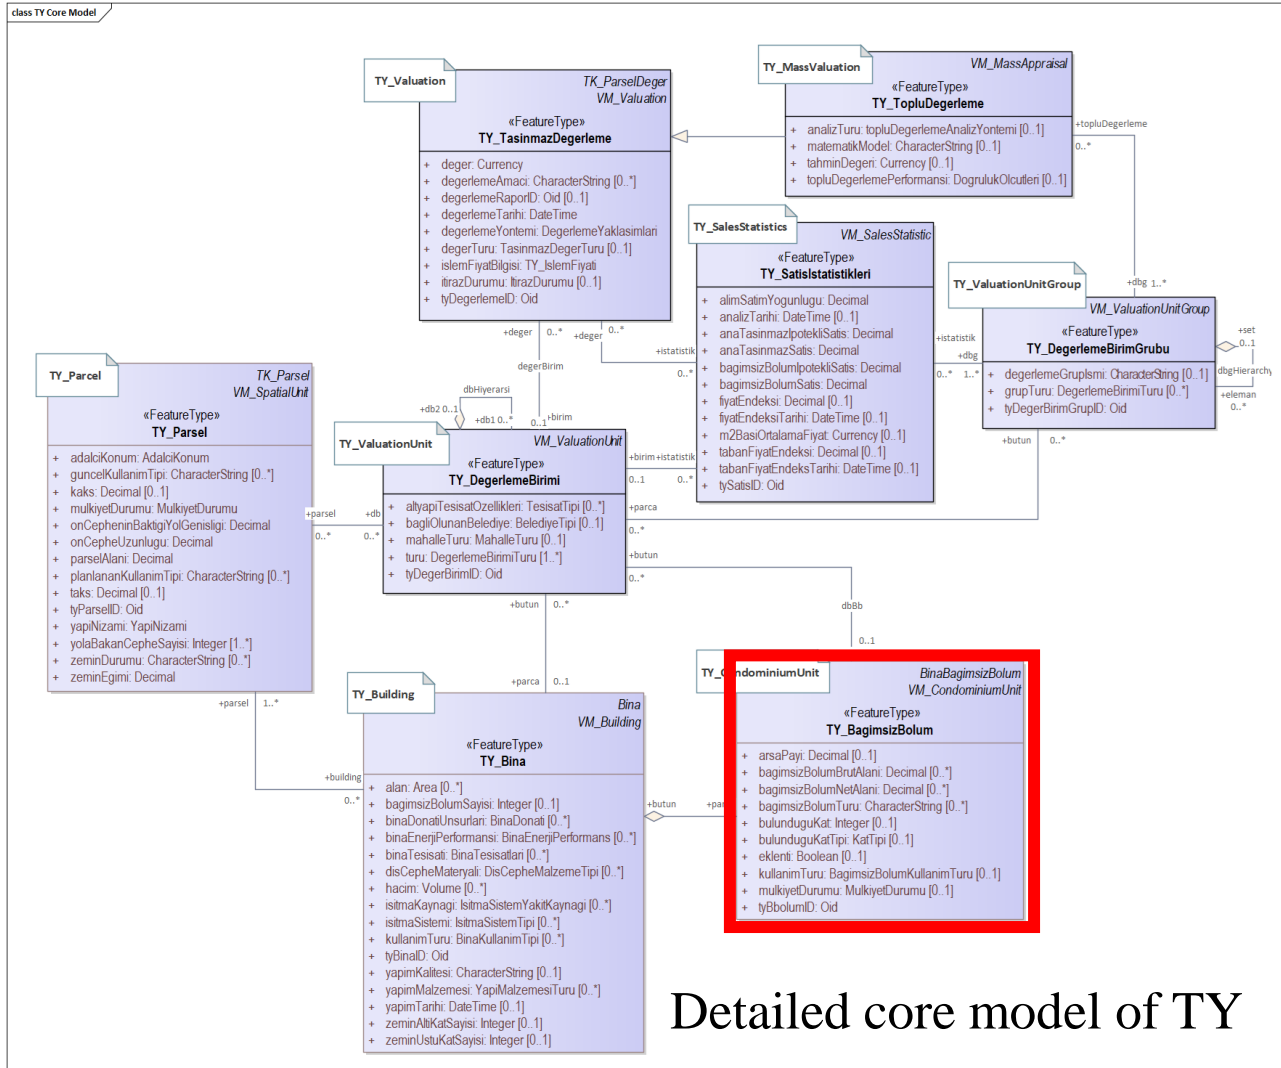 class TY Core Model
TY_Valuation
TK_ParselDeger
VM_Valuation
«FeatureType»
TY_TasinmazDegerleme
+ deger: Currency
+ degerlemeAmaci: CharacterString [0..*]
+ degerlemeRaporID: Oid [0..1]
+ degerlemeTarihi: DateTime
+ degerlemeYontemi: DegerlemeYaklasimlari
+ degerTuru: TasinmazDegerTuru [0..1]
+ islemFiyatBilgisi: TY_IslemFiyati
+ itirazDurumu: ItirazDurumu [0..1]
+ tyDegerlemeID: Oid
TY_MassValuation
VM_MassAppraisal
«FeatureType»
TY_TopluDegerleme
+ analizTuru: topluDegerlemeAnalizYontemi [0..1]
+ matematikModel: CharacterString [0..1]
+ tahminDegeri: Currency [0..1]
+ topluDegerlemePerformansi: DogrulukOlcutleri [0..1]
+topluDegerleme
0..*
+dbg 1..*
TY_SalesStatistics
VM_SalesStatistic
«FeatureType»
TY_SatisIstatistikleri
+ alimSatimYogunlugu: Decimal
+ analizTarihi: DateTime [0..1]
+ anaTasinmazIpotekliSatis: Decimal
+ anaTasinmazSatis: Decimal
+ bagimsizBolumIpotekliSatis: Decimal
+ bagimsizBolumSatis: Decimal
+ fiyatEndeksi: Decimal [0..1]
+ fiyatEndeksiTarihi: DateTime [0..1]
+ m2BasiOrtalamaFiyat: Currency [0..1]
+ tabanFiyatEndeksi: Decimal [0..1]
+ tabanFiyatEndeksTarihi: DateTime [0..1]
+ tySatisID: Oid
TY_ValuationUnitGroup
VM_ValuationUnitGroup
«FeatureType»
TY_DegerlemeBirimGrubu
+ degerlemeGrupIsmi: CharacterString [0..1]
+ grupTuru: DegerlemeBirimiTuru [0..*]
+ tyDegerBirimGrupID: Oid
+set
0..1
dbgHierarchy
+eleman
0..*
+istatistik
+dbg
0..* 1..*
+butun 0..*
+deger 0..*
degerBirim
+birim
0..1
+deger 0..*
+istatistik
0..*
dbHiyerarsi
+db2 0..1
+db1 0..*
TY_Parcel
TK_Parsel
VM_SpatialUnit
«FeatureType»
TY_Parsel
+ adalciKonum: AdalciKonum
+ guncelKullanimTipi: CharacterString [0..*]
+ kaks: Decimal [0..1]
+ mulkiyetDurumu: MulkiyetDurumu
+ onCepheninBaktigiYolGenisligi: Decimal
+ onCepheUzunlugu: Decimal
+ parselAlani: Decimal
+ planlananKullanimTipi: CharacterString [0..*]
+ taks: Decimal [0..1]
+ tyParselID: Oid
+ yapiNizami: YapiNizami
+ yolaBakanCepheSayisi: Integer [1..*]
+ zeminDurumu: CharacterString [0..*]
+ zeminEgimi: Decimal
+parsel +db
0..* 0..*
TY_ValuationUnit
VM_ValuationUnit
«FeatureType»
TY_DegerlemeBirimi
+ altyapiTesisatOzellikleri: TesisatTipi [0..*]
+ bagliOlunanBelediye: BelediyeTipi [0..1]
+ mahalleTuru: MahalleTuru [0..1]
+ turu: DegerlemeBirimiTuru [1..*]
+ tyDegerBirimID: Oid
+birim +istatistik
0..1 0..*
+parca
0..*
+butun
0..*
dbBb
0..1
+butun 0..*
+parca 0..1
+parsel 1..*
+building
0..*
TY_Building
Bina
VM_Building
«FeatureType»
TY_Bina
+ alan: Area [0..*]
+ bagimsizBolumSayisi: Integer [0..1]
+ binaDonatiUnsurlari: BinaDonati [0..*]
+ binaEnerjiPerformansi: BinaEnerjiPerformans [0..*]
+ binaTesisati: BinaTesisatlari [0..*]
+ disCepheMateryali: DisCepheMalzemeTipi [0..*]
+ hacim: Volume [0..*]
+ isitmaKaynagi: IsitmaSistemYakitKaynagi [0..*]
+ isitmaSistemi: IsitmaSistemTipi [0..*]
+ kullanimTuru: BinaKullanimTipi [0..*]
+ tyBinaID: Oid
+ yapimKalitesi: CharacterString [0..1]
+ yapimMalzemesi: YapiMalzemesiTuru [0..*]
+ yapimTarihi: DateTime [0..1]
+ zeminAltiKatSayisi: Integer [0..1]
+ zeminUstuKatSayisi: Integer [0..1]
+butun
BinaBagimsizBolum
VM_CondominiumUnit
«FeatureType»
TY_BagimsizBolum
+ arsaPayi: Decimal [0..1]
+ bagimsizBolumBrutAlani: Decimal [0..*]
+ bagimsizBolumNetAlani: Decimal [0..*]
+ bagimsizBolumTuru: CharacterString [0..*]
+ bulunduguKat: Integer [0..1]
+ bulunduguKatTipi: KatTipi [0..1]
+ eklenti: Boolean [0..1]
+ kullanimTuru: BagimsizBolumKullanimTuru [0..1]
+ mulkiyetDurumu: MulkiyetDurumu [0..1]
+ tyBbolumID: Oid
Detailed core model of TY